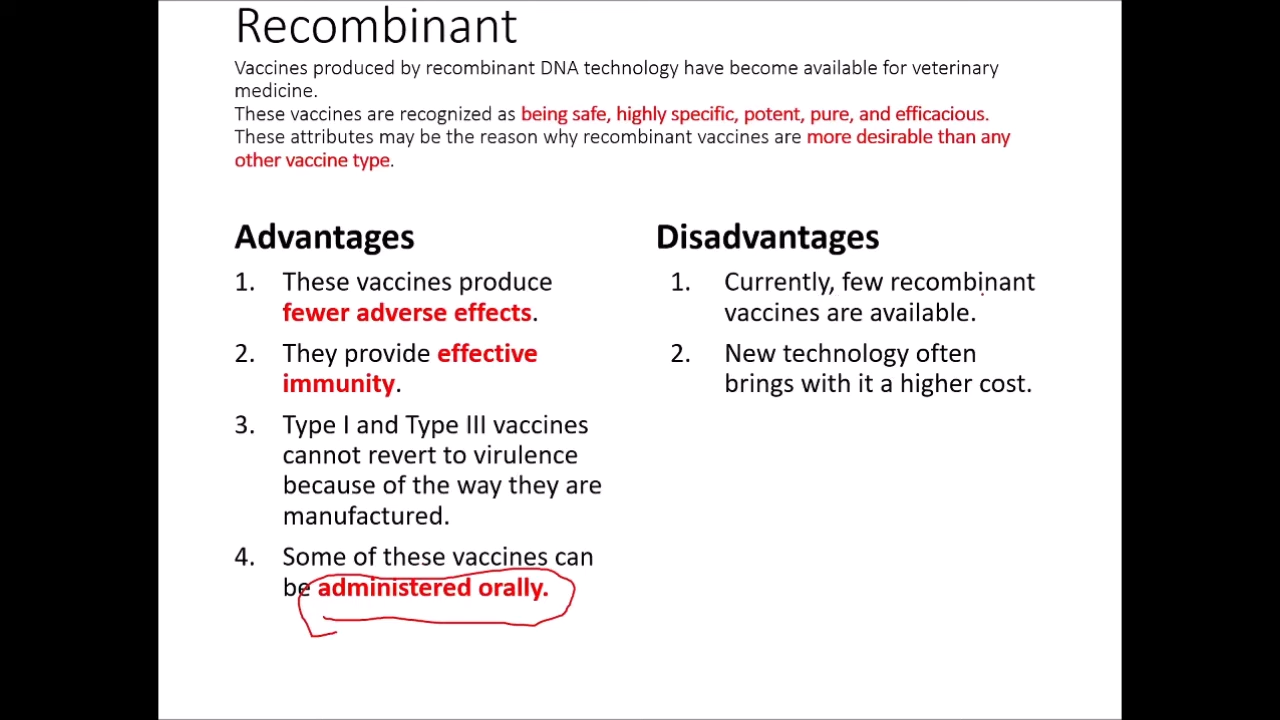 Recombinant
Vaccines produced by recombinant DNA technology have become available for veterinary
medicine.
These vaccines are recognized as being safe, highly specific, potent, pure, and efficacious.
These attributes may be the reason why recombinant vaccines are more desirable than any
other vaccine type.
Advantages
1. These vaccines produce
fewer adverse effects.
2. They provide effective
immunity.
3. Type I and Type III vaccines
cannot revert to virulence
because of the way they are
manufactured.
4. Some of these vaccines can
be administered orally.
Disadvantages
1. Currently, few recombinant
vaccines are available.
2. New technology often
brings with it a higher cost.